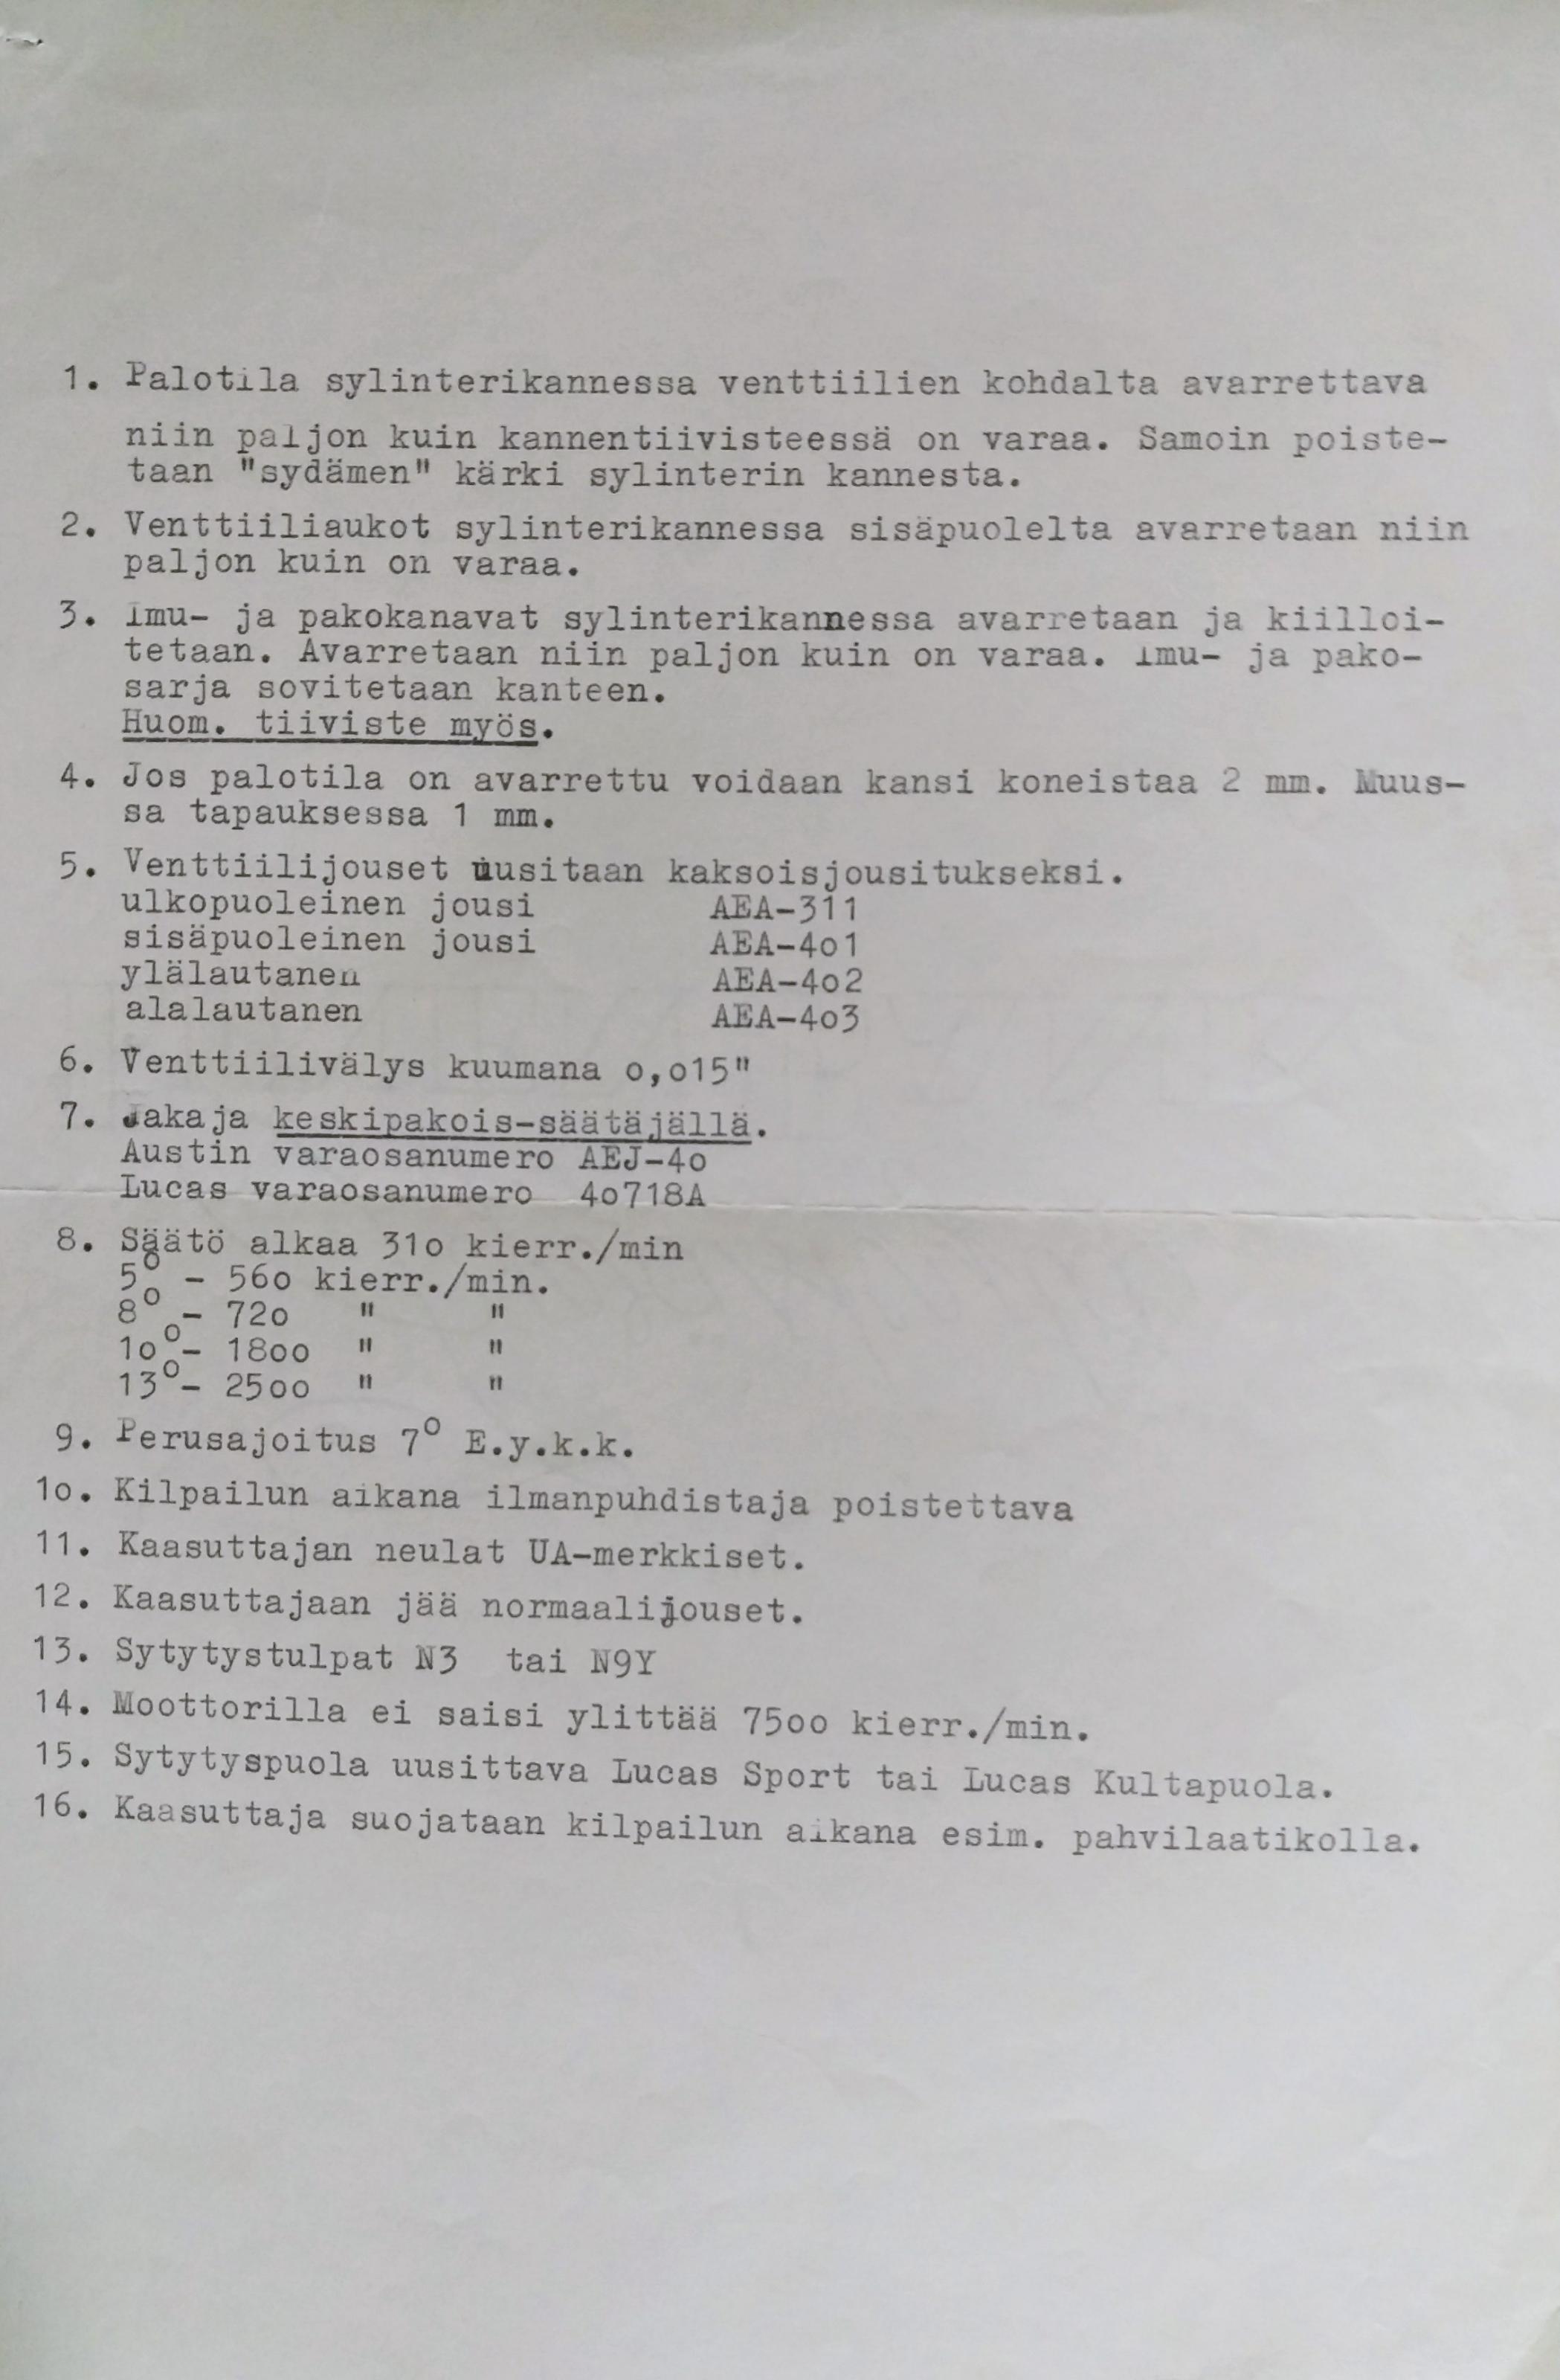 1. Palotila sylinterikannessa venttiilien kohdalta avarrettava
niin paljon kuin kannentiivisteessä on varaa. Samoin poiste-
taan "sydämen" kärki sylinterin kannesta.
2. Venttiiliaukot sylinterikannessa sisäpuolelta avarretaan niin
paljon kuin on varaa.
3. Imu- ja pakokanavat sylinterikannessa avarretaan ja kiilloi-
tetaan. Avarretaan niin paljon kuin on varaa. Imu- ja pako-
sarja sovitetaan kanteen.
Huom. tiiviste myös.
4. Jos palotila on avarrettu voidaan kansi koneistaa 2 mm. Muus-
sa tapauksessa 1 mm.
5. Venttiilijouset uusitaan kaksoisjousitukseksi.
ulkopuoleinen jousi AEA-311
sisäpuoleinen jousi AEA-4o1
ylälautanen AEA-4o2
alalautanen AEA-4o3
6. Venttiilivälys kuumana o,o15"
7. Jakaja keskipakois-säätäjällä.
Austin varaosanumero AEJ-4o
Lucas varaosanumero 4o718A
8. Säätö alkaa 31o kierr./min
5° - 56o kierr./min.
8° - 72o " "
1o° - 18oo " "
13° - 25oo " "
9. Perusajoitus 7° E.y.k.k.
1o. Kilpailun aikana ilmanpuhdistaja poistettava
11. Kaasuttajan neulat UA-merkkiset.
12. Kaasuttajaan jää normaalijouset.
13. Sytytystulpat N3 tai N9Y
14. Moottorilla ei saisi ylittää 75oo kierr./min.
15. Sytytyspuola uusittava Lucas Sport tai Lucas Kultapuola.
16. Kaasuttaja suojataan kilpailun aikana esim. pahvilaatikolla.